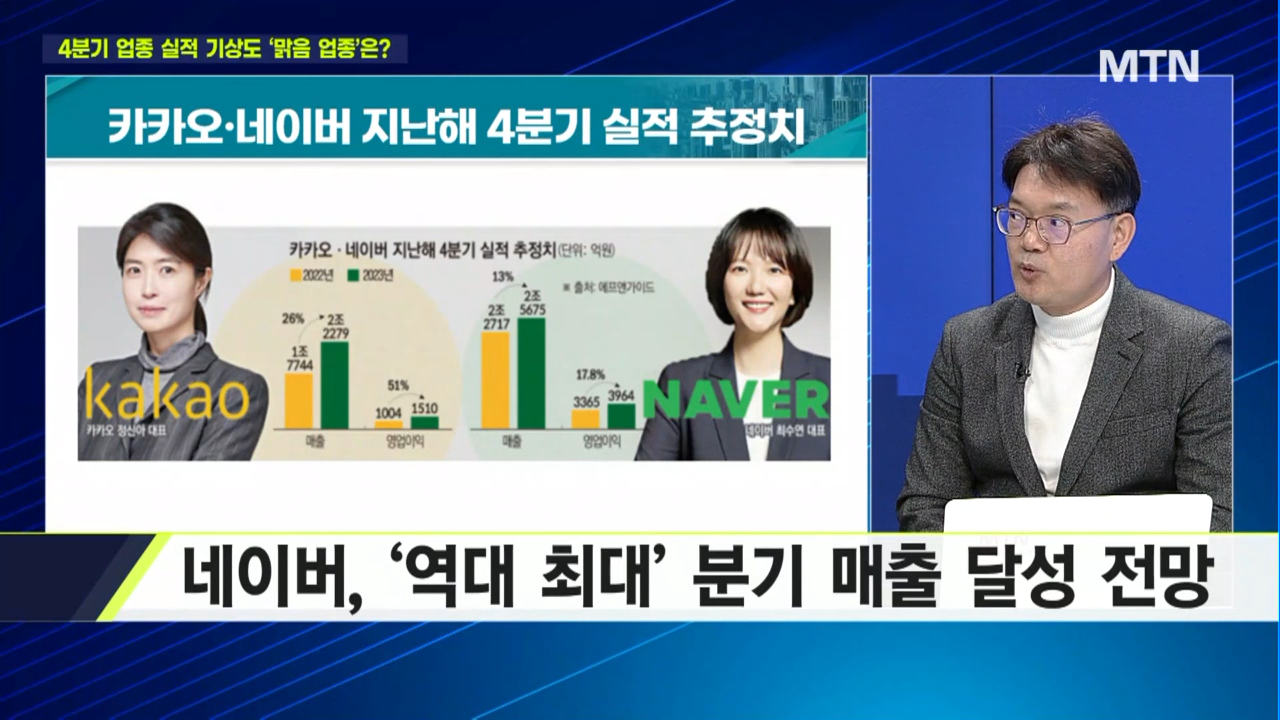 4분기 업종 실적 기상도 ‘맑음 업종’은?
MTN
카카오·네이버 지난해 4분기 실적 추정치
카카오 · 네이버 지난해 4분기 실적 추정치(단위: 억원)
2022년 2023년
※ 출처: 에프앤가이드
26%
1조
7744
2조
2279
51%
1004
1510
매출
영업이익
kakao
카카오 정신아 대표
13%
2조
2717
2조
5675
17.8%
3365
3964
매출
영업이익
NAVER
네이버 최수연 대표
네이버, ‘역대 최대’ 분기 매출 달성 전망